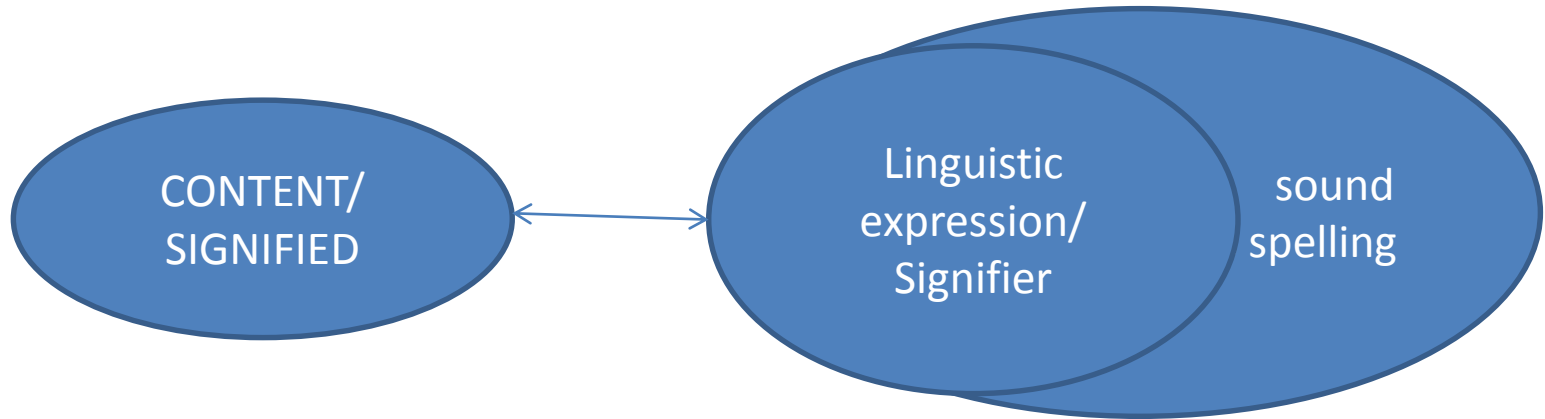 CONTENT/
SIGNIFIED
Linguistic
expression/
Signifier
sound
spelling